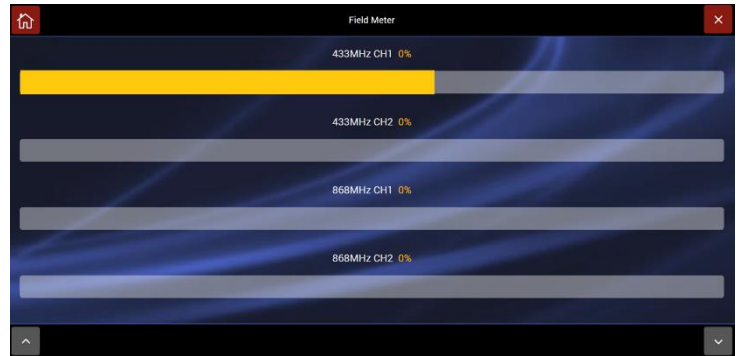 Field Meter
433MHz CH1 0%
433MHz CH2 0%
868MHz CH1 0%
868MHz CH2 0%